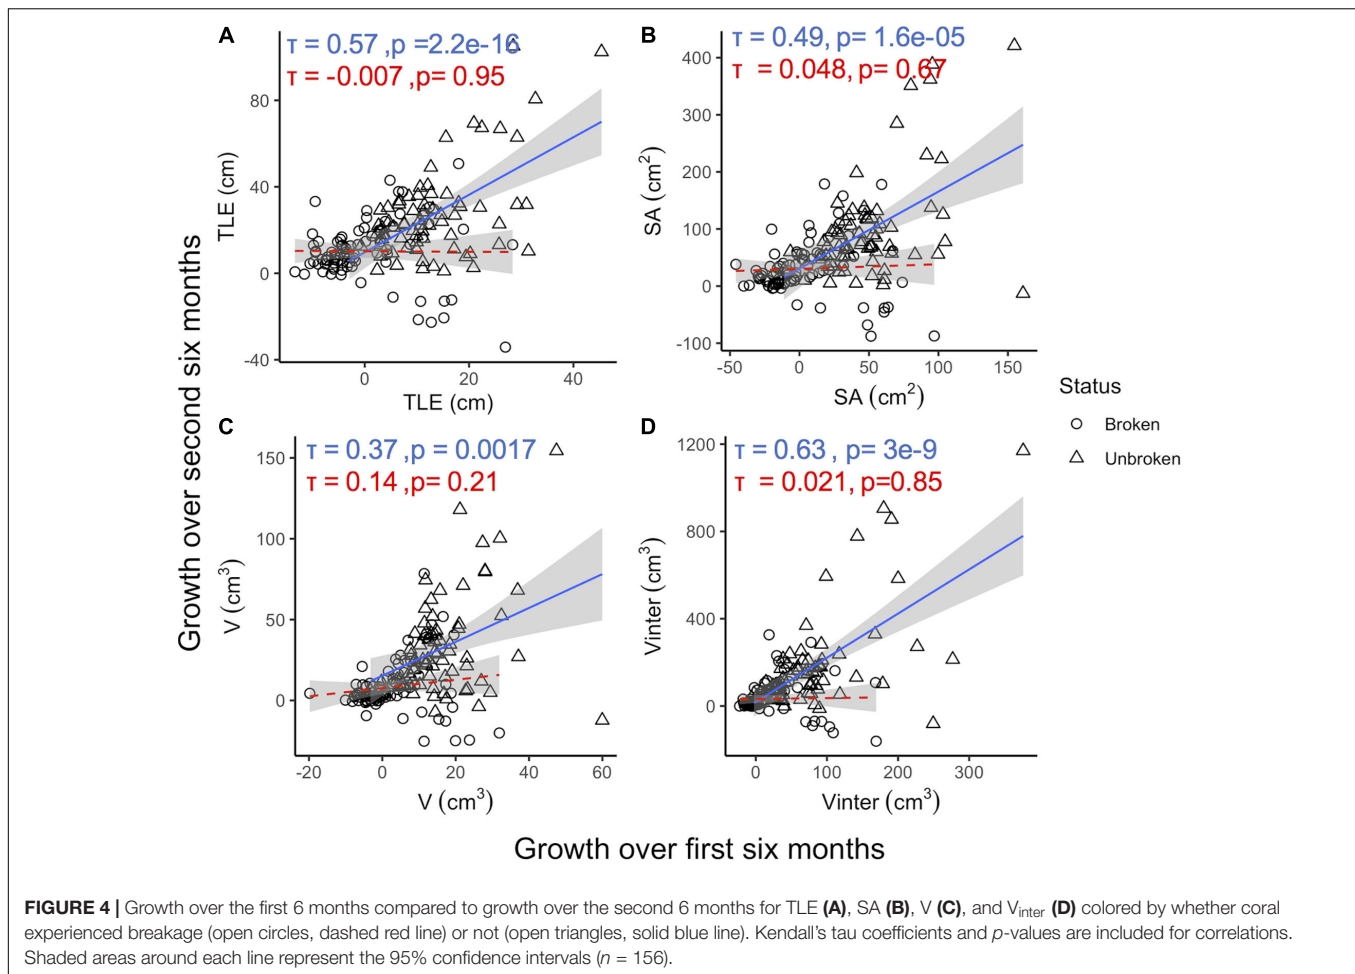 A
τ = 0.57 ,p =2.2e-16
τ = -0.007 ,p= 0.95
80
40
0
-40
TLE (cm)
0 20 40
TLE (cm)
B
τ = 0.49, p= 1.6e-05
τ = 0.048, p= 0.67
400
300
200
100
0
-100
SA (cm²)
-50 0 50 100 150
SA (cm²)
Growth over second six months
C
τ = 0.37 ,p = 0.0017
τ = 0.14 ,p= 0.21
150
100
50
0
V (cm³)
-20 0 20 40 60
V (cm³)
D
τ = 0.63 , p= 3e-9
τ = 0.021, p=0.85
1200
800
400
0
Vinter (cm³)
0 100 200 300
Vinter (cm³)
Status
Broken
Unbroken
Growth over first six months
FIGURE 4 | Growth over the first 6 months compared to growth over the second 6 months for TLE (A), SA (B), V (C), and Vinter (D) colored by whether coral
experienced breakage (open circles, dashed red line) or not (open triangles, solid blue line). Kendall's tau coefficients and p-values are included for correlations.
Shaded areas around each line represent the 95% confidence intervals (n = 156).